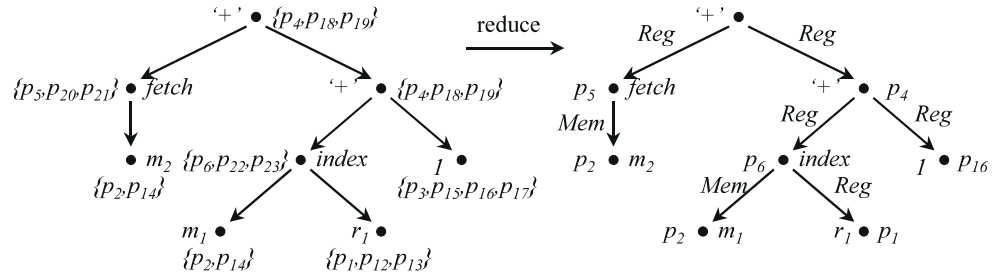 ‘+’ {p4,p18,p19} reduce ‘+’
Reg Reg
{p5,p20,p21} fetch ‘+’ {p4,p18,p19} p5 fetch ‘+’ p4
Mem Reg Reg
m2 {p6,p22,p23} index 1 p2 m2 p6 index 1 p16
{p2,p14} {p3,p15,p16,p17} Mem Reg
m1 r1 p2 m1 r1 p1
{p2,p14} {p1,p12,p13}